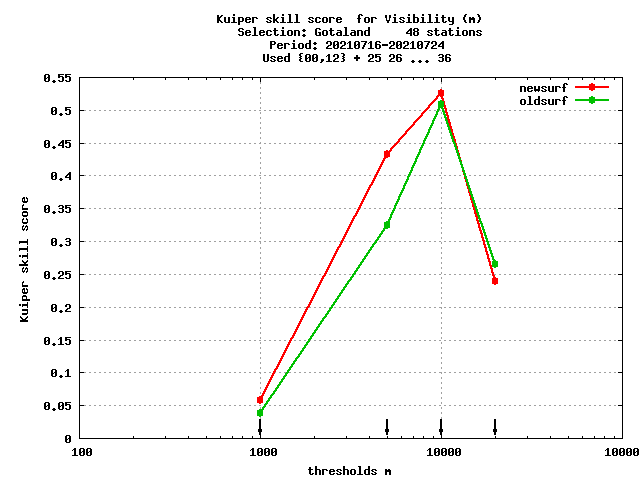 Kuiper skill score  for Visibility (m)
Selection: Gotaland     48 stations
Period: 20210716-20210724
Used {00,12} + 25 26 ... 36
newsurf
oldsurf
0.55
0.5
0.45
0.4
0.35
0.3
0.25
0.2
0.15
0.1
0.05
0
Kuiper skill score
100 1000 10000 100000
thresholds m